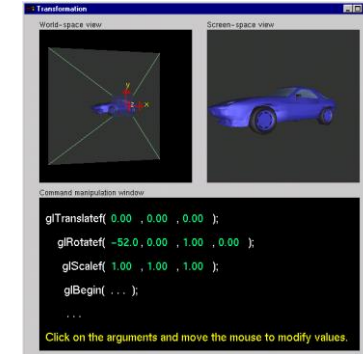 Transformation
World-space view
Screen-space view
y
x
z
Command manipulation window
glTranslatef( 0.00 , 0.00 , 0.00 );
glRotatef( -52.0 , 0.00 , 1.00 , 0.00 );
glScalef( 1.00 , 1.00 , 1.00 );
glBegin( . . . );
. . .
Click on the arguments and move the mouse to modify values.